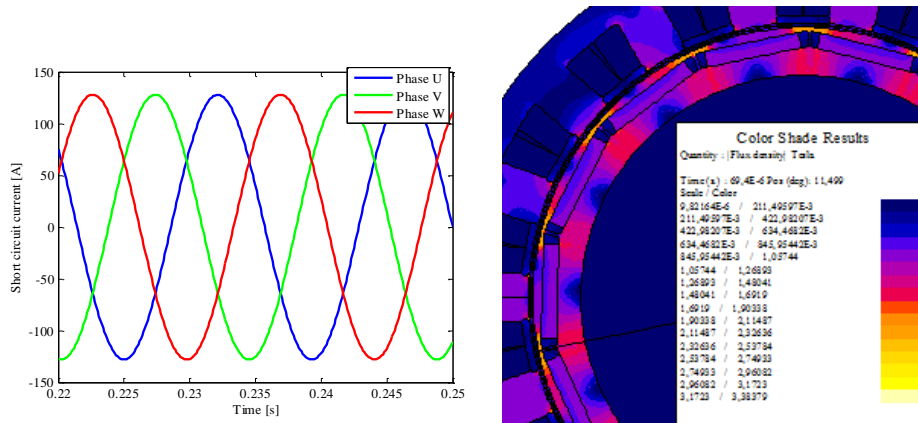 150
100
50
0
-50
-100
-150
0.22
0.225
0.23
0.235
0.24
0.245
0.25
Time [s]
Short circuit current [A]
Phase U
Phase V
Phase W
Color Shade Results
Quantity : |Flux density| Tesla
Time (s) : 69,4E-6 Pos (deg): 11,499
Scale / Color
9,82164E-6 / 211,49597E-3
211,49597E-3 / 422,98207E-3
422,98207E-3 / 634,4682E-3
634,4682E-3 / 845,95442E-3
845,95442E-3 / 1,05744
1,05744 / 1,26893
1,26893 / 1,48041
1,48041 / 1,6919
1,6919 / 1,90338
1,90338 / 2,11487
2,11487 / 2,32636
2,32636 / 2,53784
2,53784 / 2,74933
2,74933 / 2,96082
2,96082 / 3,1723
3,1723 / 3,38379